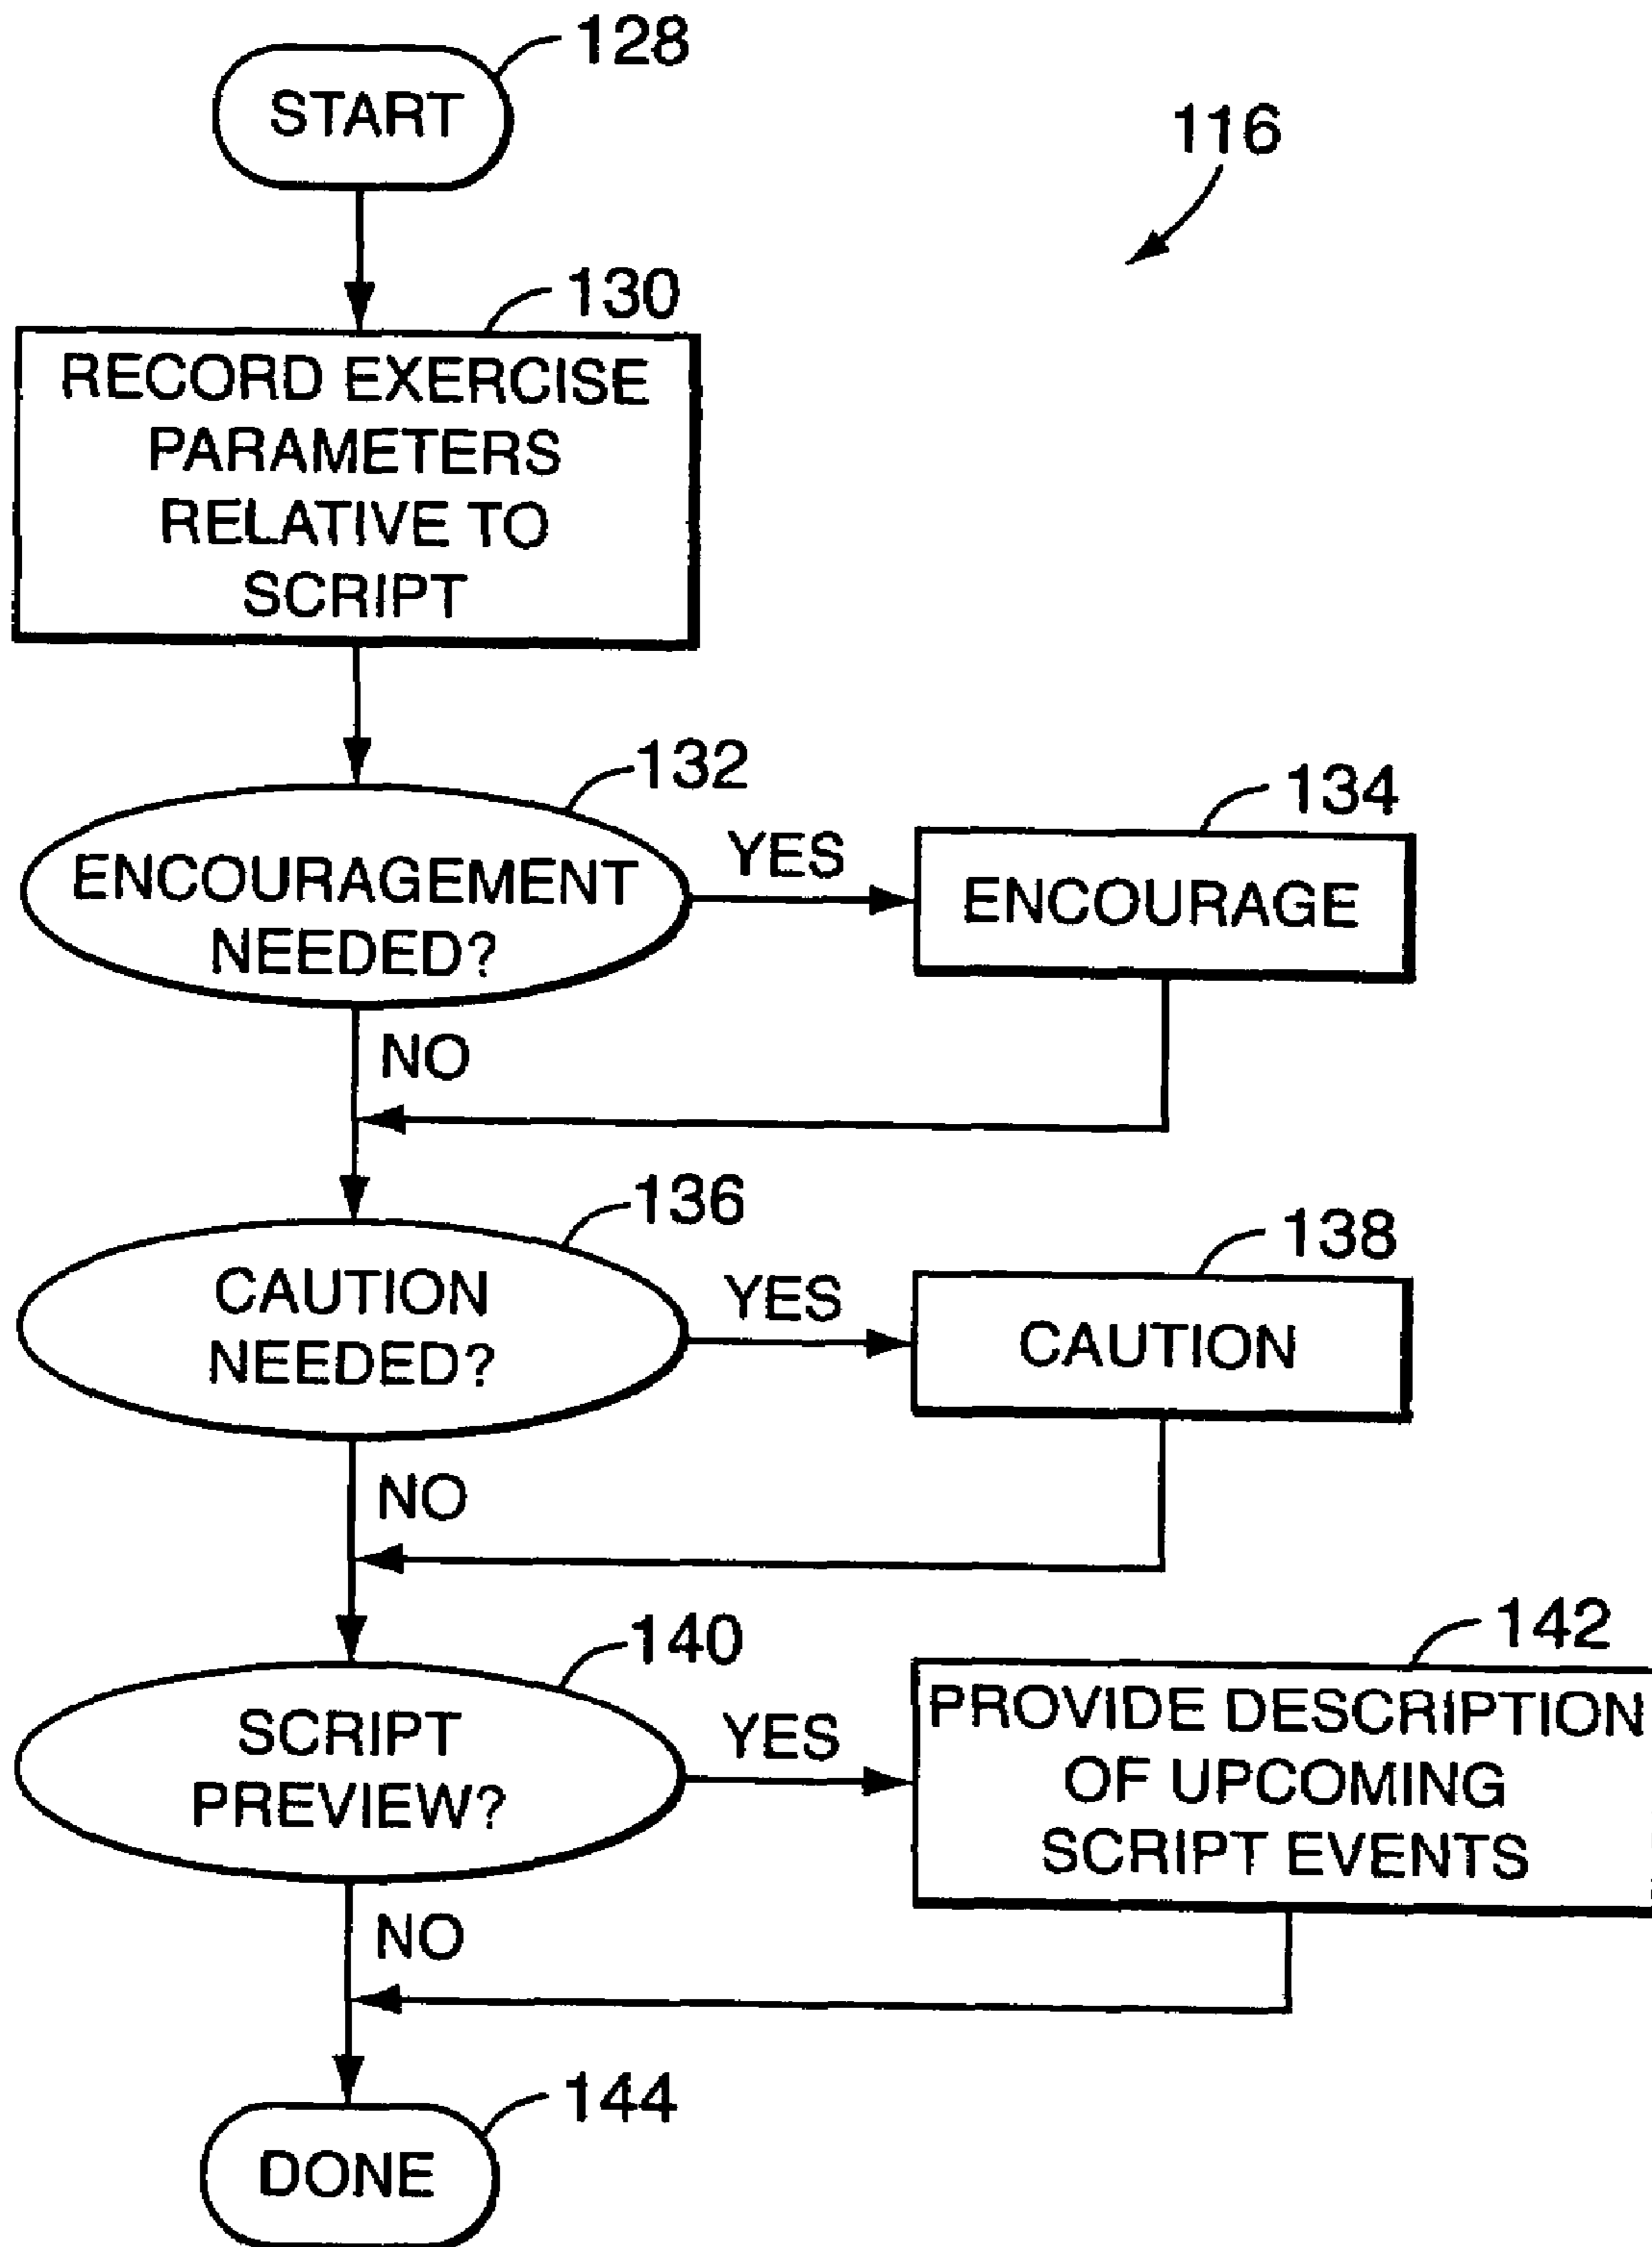 128
START
116
130
RECORD EXERCISE
PARAMETERS
RELATIVE TO
SCRIPT
132
ENCOURAGEMENT
NEEDED?
YES
134
ENCOURAGE
NO
136
CAUTION
NEEDED?
YES
138
CAUTION
NO
140
SCRIPT
PREVIEW?
YES
142
PROVIDE DESCRIPTION
OF UPCOMING
SCRIPT EVENTS
NO
144
DONE